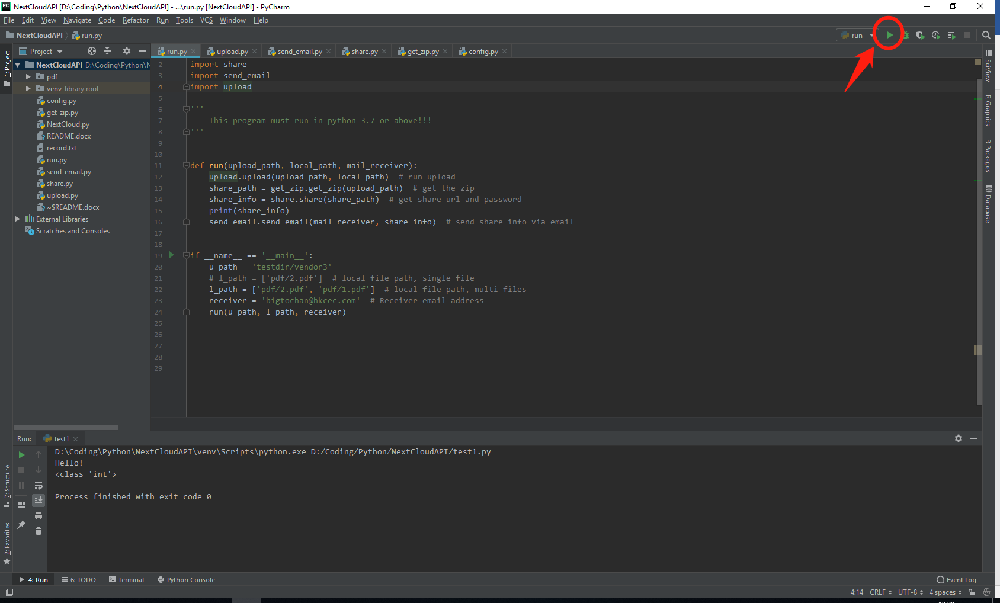 NextCloudAPI [D:\Coding\Python\NextCloudAPI] - ...\run.py [NextCloudAPI] - PyCharm
File Edit View Navigate Code Refactor Run Tools VCS Window Help
NextCloudAPI run.py
run
Project
run.py upload.py send_email.py share.py get_zip.py config.py
1: Project
NextCloudAPI D:\Coding\Python\N
pdf
venv library root
config.py
get_zip.py
NextCloud.py
README.docx
record.txt
run.py
send_email.py
share.py
upload.py
~$README.docx
External Libraries
Scratches and Consoles
2 import share
3 import send_email
4 import upload
5
6 '''
7 This program must run in python 3.7 or above!!!
8 '''
9
10
11 def run(upload_path, local_path, mail_receiver):
12 upload.upload(upload_path, local_path)  # run upload
13 share_path = get_zip.get_zip(upload_path)  # get the zip
14 share_info = share.share(share_path)  # get share url and password
15 print(share_info)
16 send_email.send_email(mail_receiver, share_info)  # send share_info via email
17
18
19 if __name__ == '__main__':
20 u_path = 'testdir/vendor3'
21 # l_path = ['pdf/2.pdf']  # local file path, single file
22 l_path = ['pdf/2.pdf', 'pdf/1.pdf']  # local file path, multi files
23 receiver = 'bigtochan@hkcec.com'  # Receiver email address
24 run(u_path, l_path, receiver)
25
26
27
28
29
SciView
R Graphics
R Packages
Database
Run: test1
D:\Coding\Python\NextCloudAPI\venv\Scripts\python.exe D:/Coding/Python/NextCloudAPI/test1.py
Hello!
<class 'int'>
Process finished with exit code 0
7: Structure
2: Favorites
4: Run 6: TODO Terminal Python Console Event Log
4:14 CRLF UTF-8 4 spaces